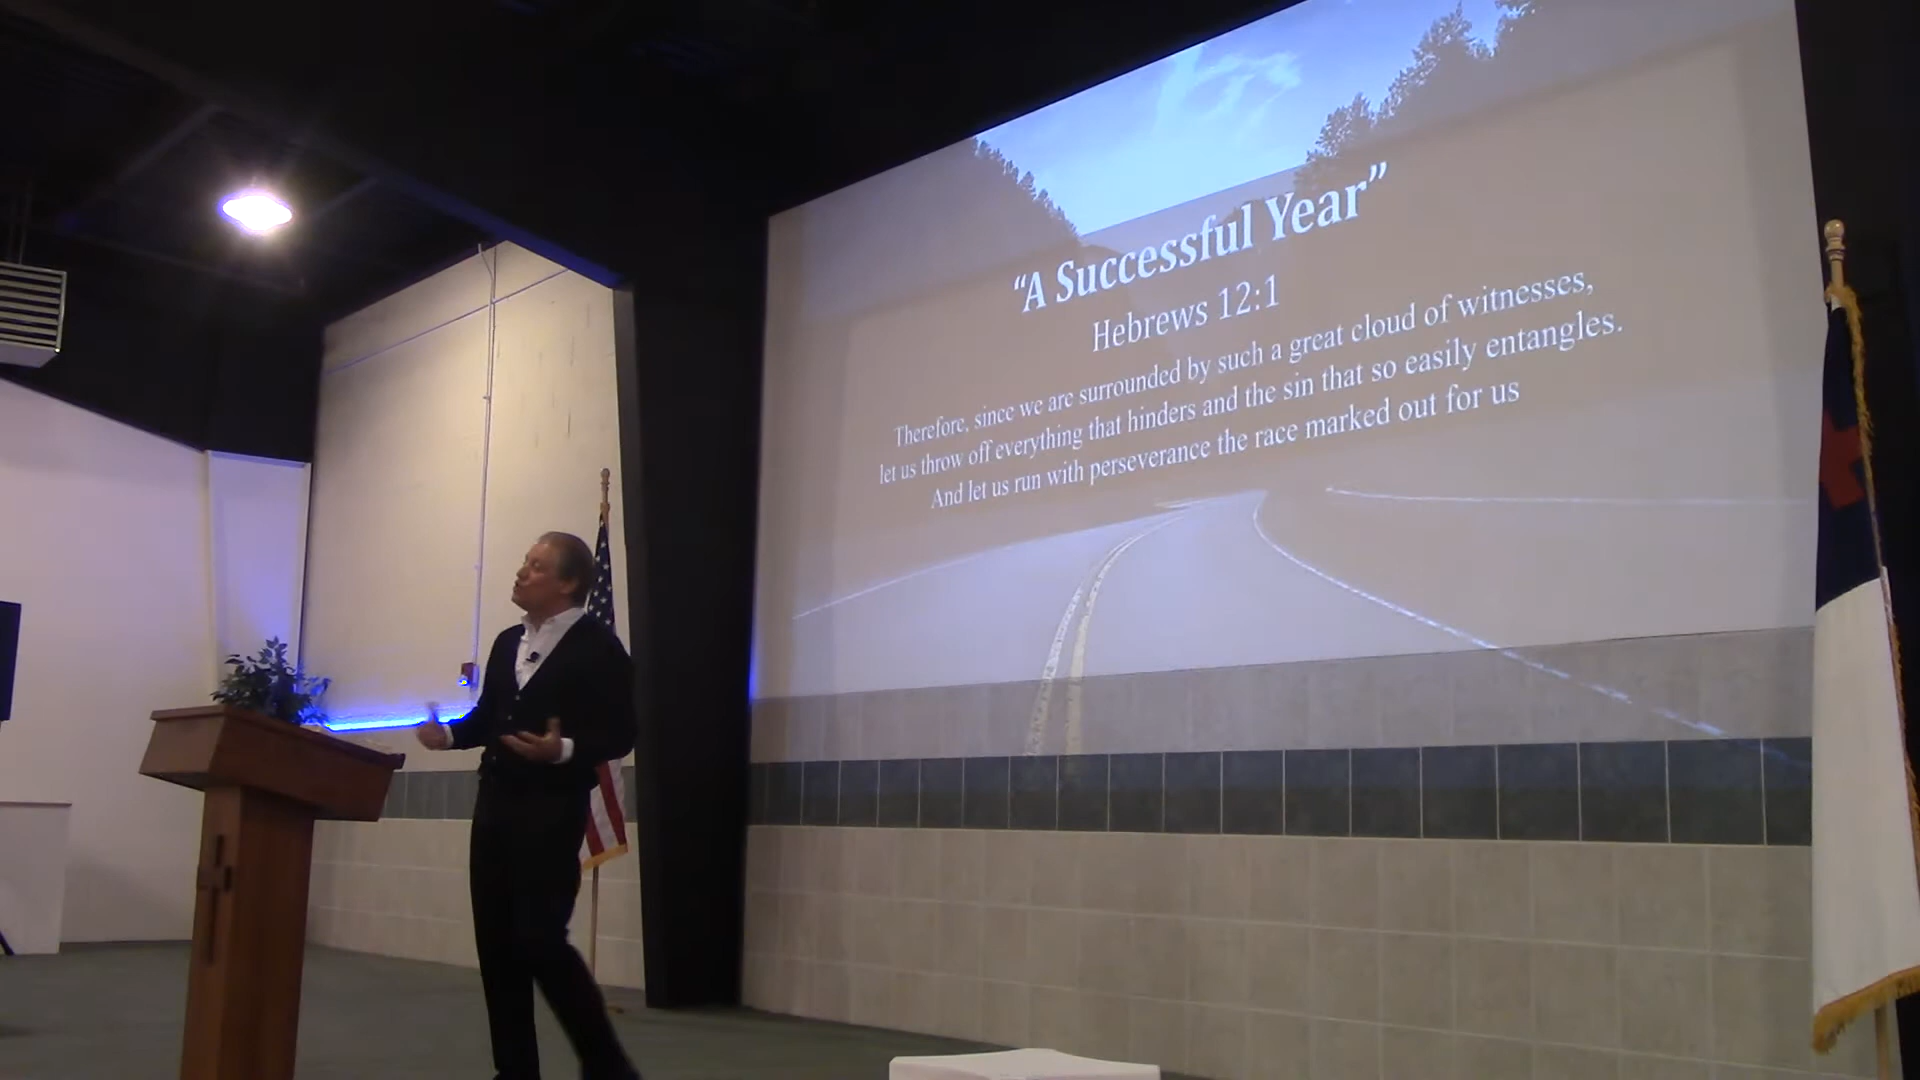 “A Successful Year”
Hebrews 12:1
Therefore, since we are surrounded by such a great cloud of witnesses,
let us throw off everything that hinders and the sin that so easily entangles.
And let us run with perseverance the race marked out for us